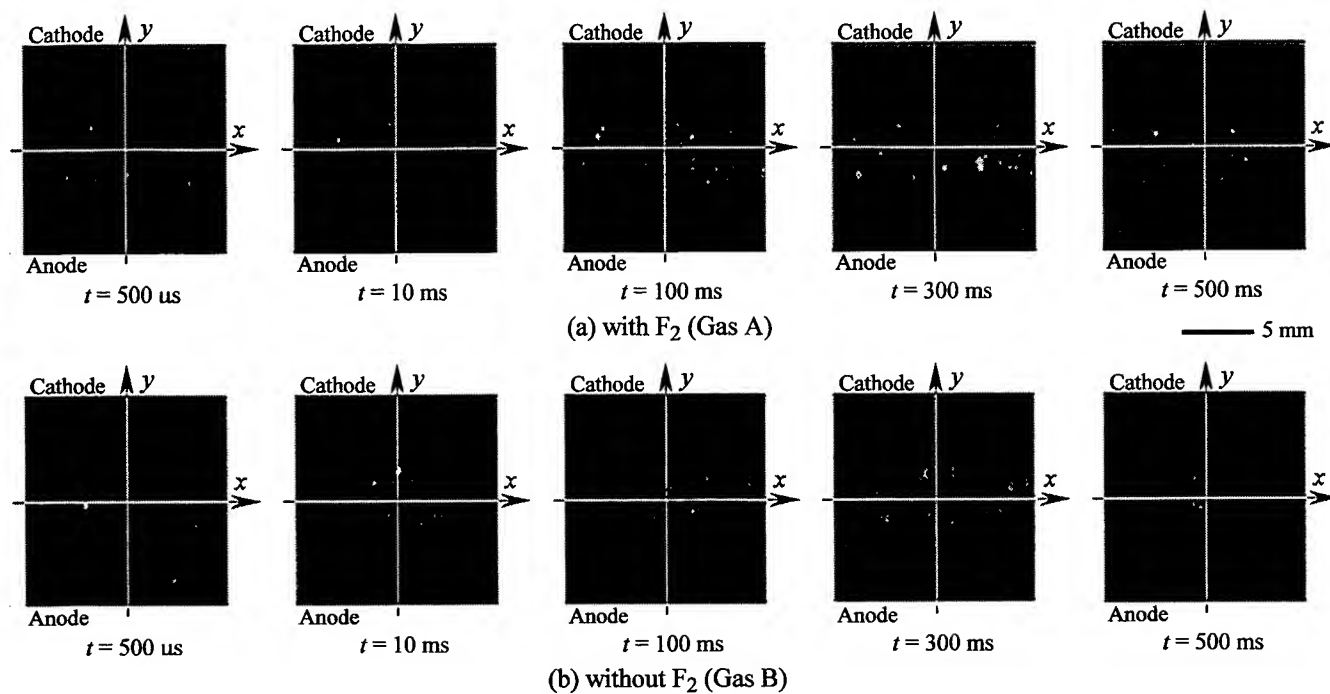 Cathode y Cathode y Cathode y Cathode y Cathode y
x x x x x
Anode Anode Anode Anode Anode
t = 500 us t = 10 ms t = 100 ms t = 300 ms t = 500 ms
(a) with F₂ (Gas A)
5 mm
Cathode y Cathode y Cathode y Cathode y Cathode y
x x x x x
Anode Anode Anode Anode Anode
t = 500 us t = 10 ms t = 100 ms t = 300 ms t = 500 ms
(b) without F₂ (Gas B)